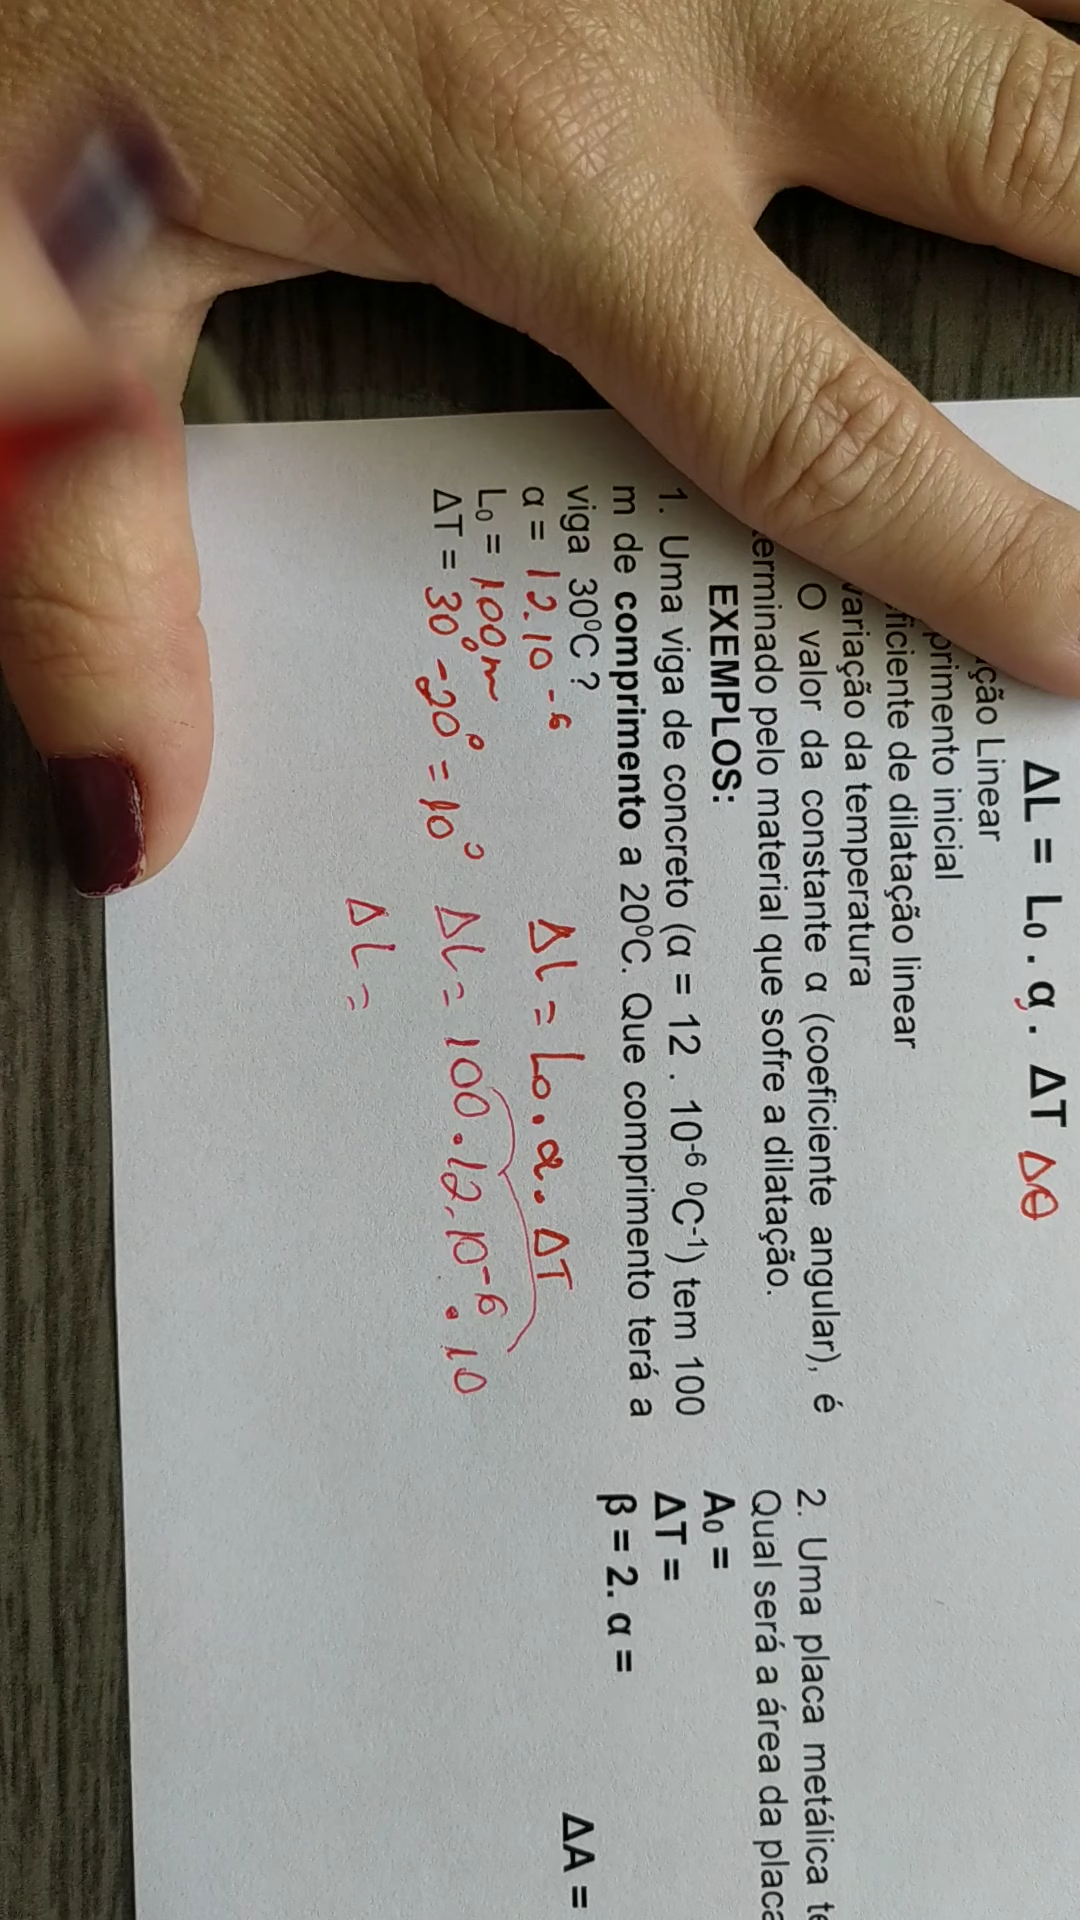 ΔL = L₀ . α . ΔT Δθ
ção Linear
primento inicial
ficiente de dilatação linear
variação da temperatura
O valor da constante α (coeficiente angular), é
erminado pelo material que sofre a dilatação.
EXEMPLOS:
1. Uma viga de concreto (α = 12 . 10⁻⁶ ⁰C⁻¹) tem 100
m de comprimento a 20⁰C. Que comprimento terá a
viga 30⁰C ?
α = 12.10⁻⁶
L₀ = 100m
ΔT = 30° - 20° = 10°
ΔL = L₀ . α . ΔT
ΔL = 100 . 12 . 10⁻⁶ . 10
ΔL =
2. Uma placa metálica te
Qual será a área da placa
A₀ =
ΔT =
β = 2. α =
ΔA =